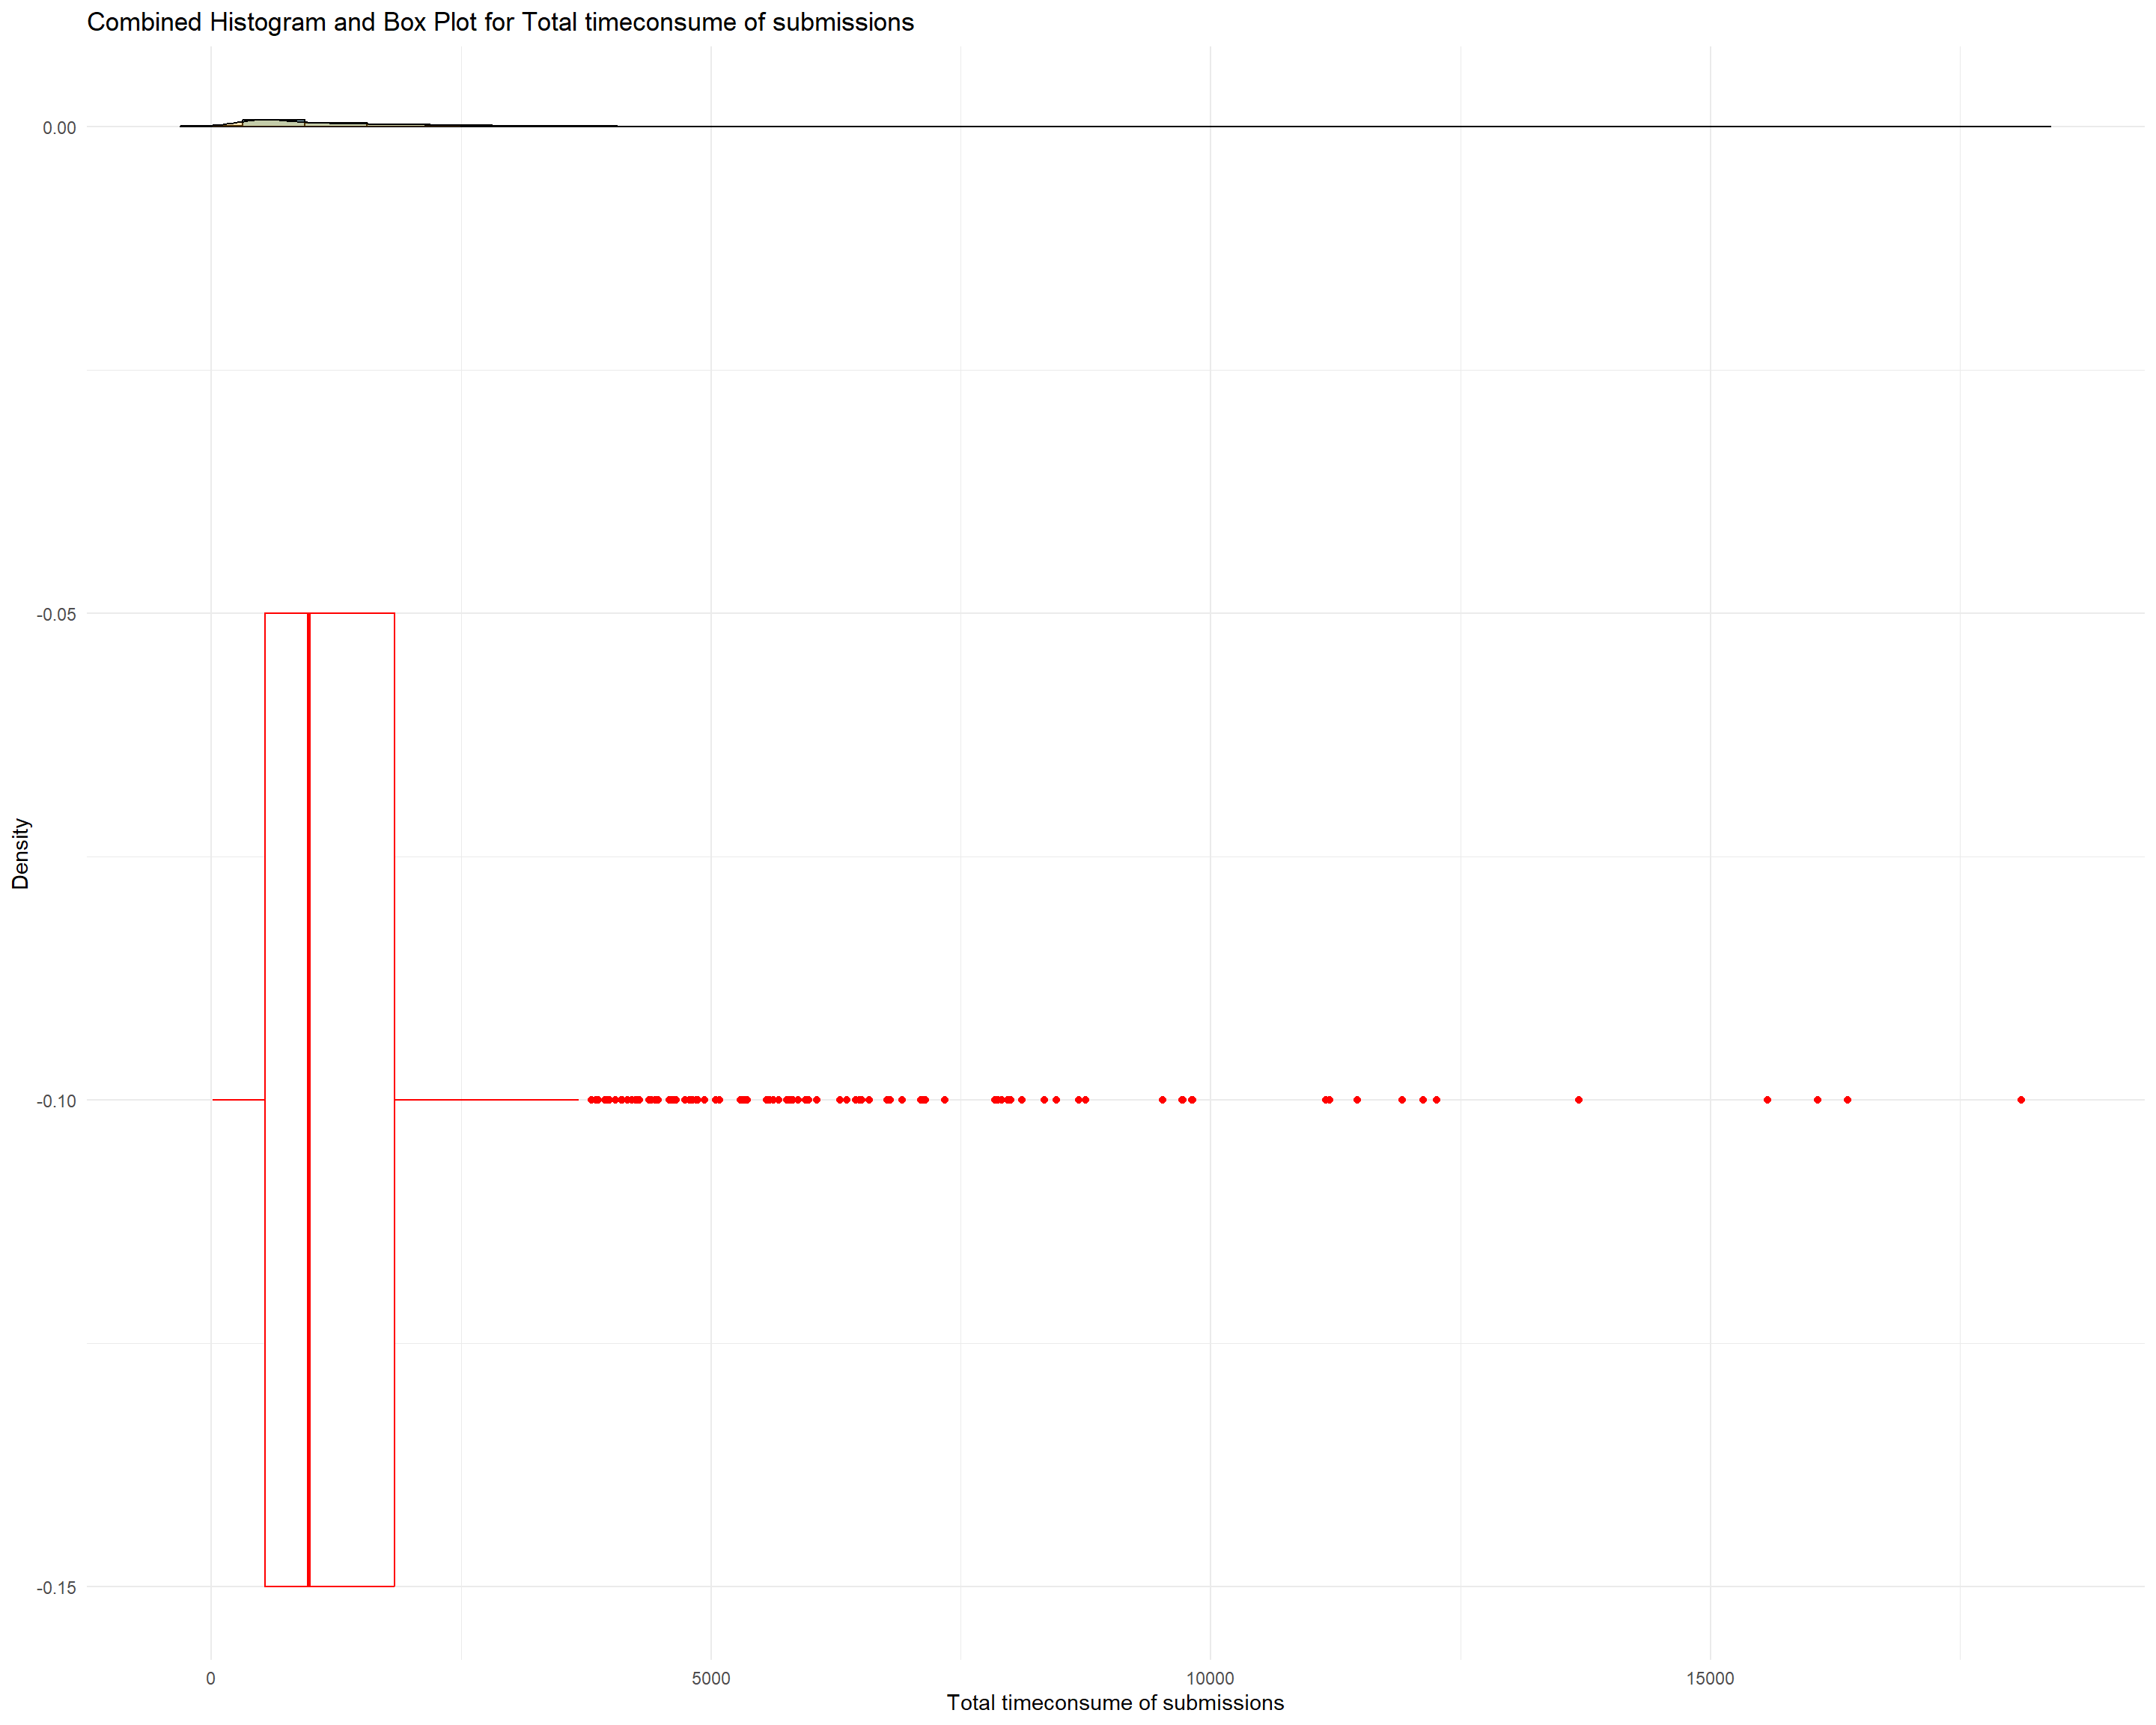 Combined Histogram and Box Plot for Total timeconsume of submissions
0.00
-0.05
-0.10
-0.15
Density
0 5000 10000 15000
Total timeconsume of submissions